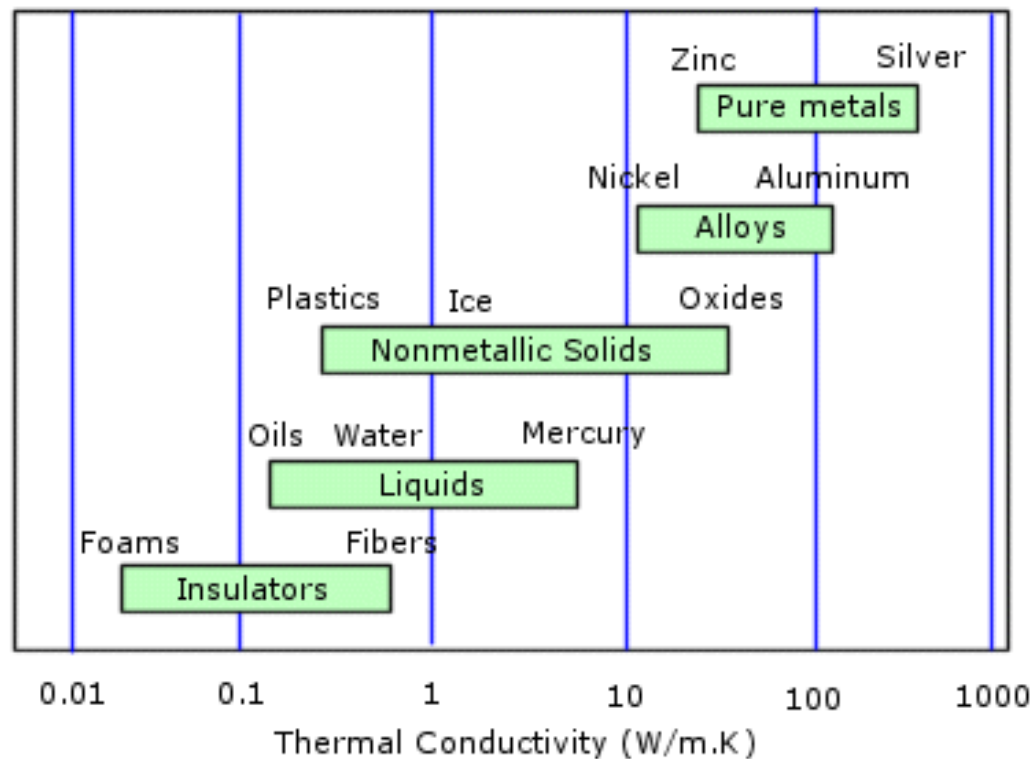 Zinc Silver
Pure metals
Nickel Aluminum
Alloys
Plastics Ice Oxides
Nonmetallic Solids
Oils Water Mercury
Liquids
Foams Fibers
Insulators
0.01 0.1 1 10 100 1000
Thermal Conductivity (W/m.K)